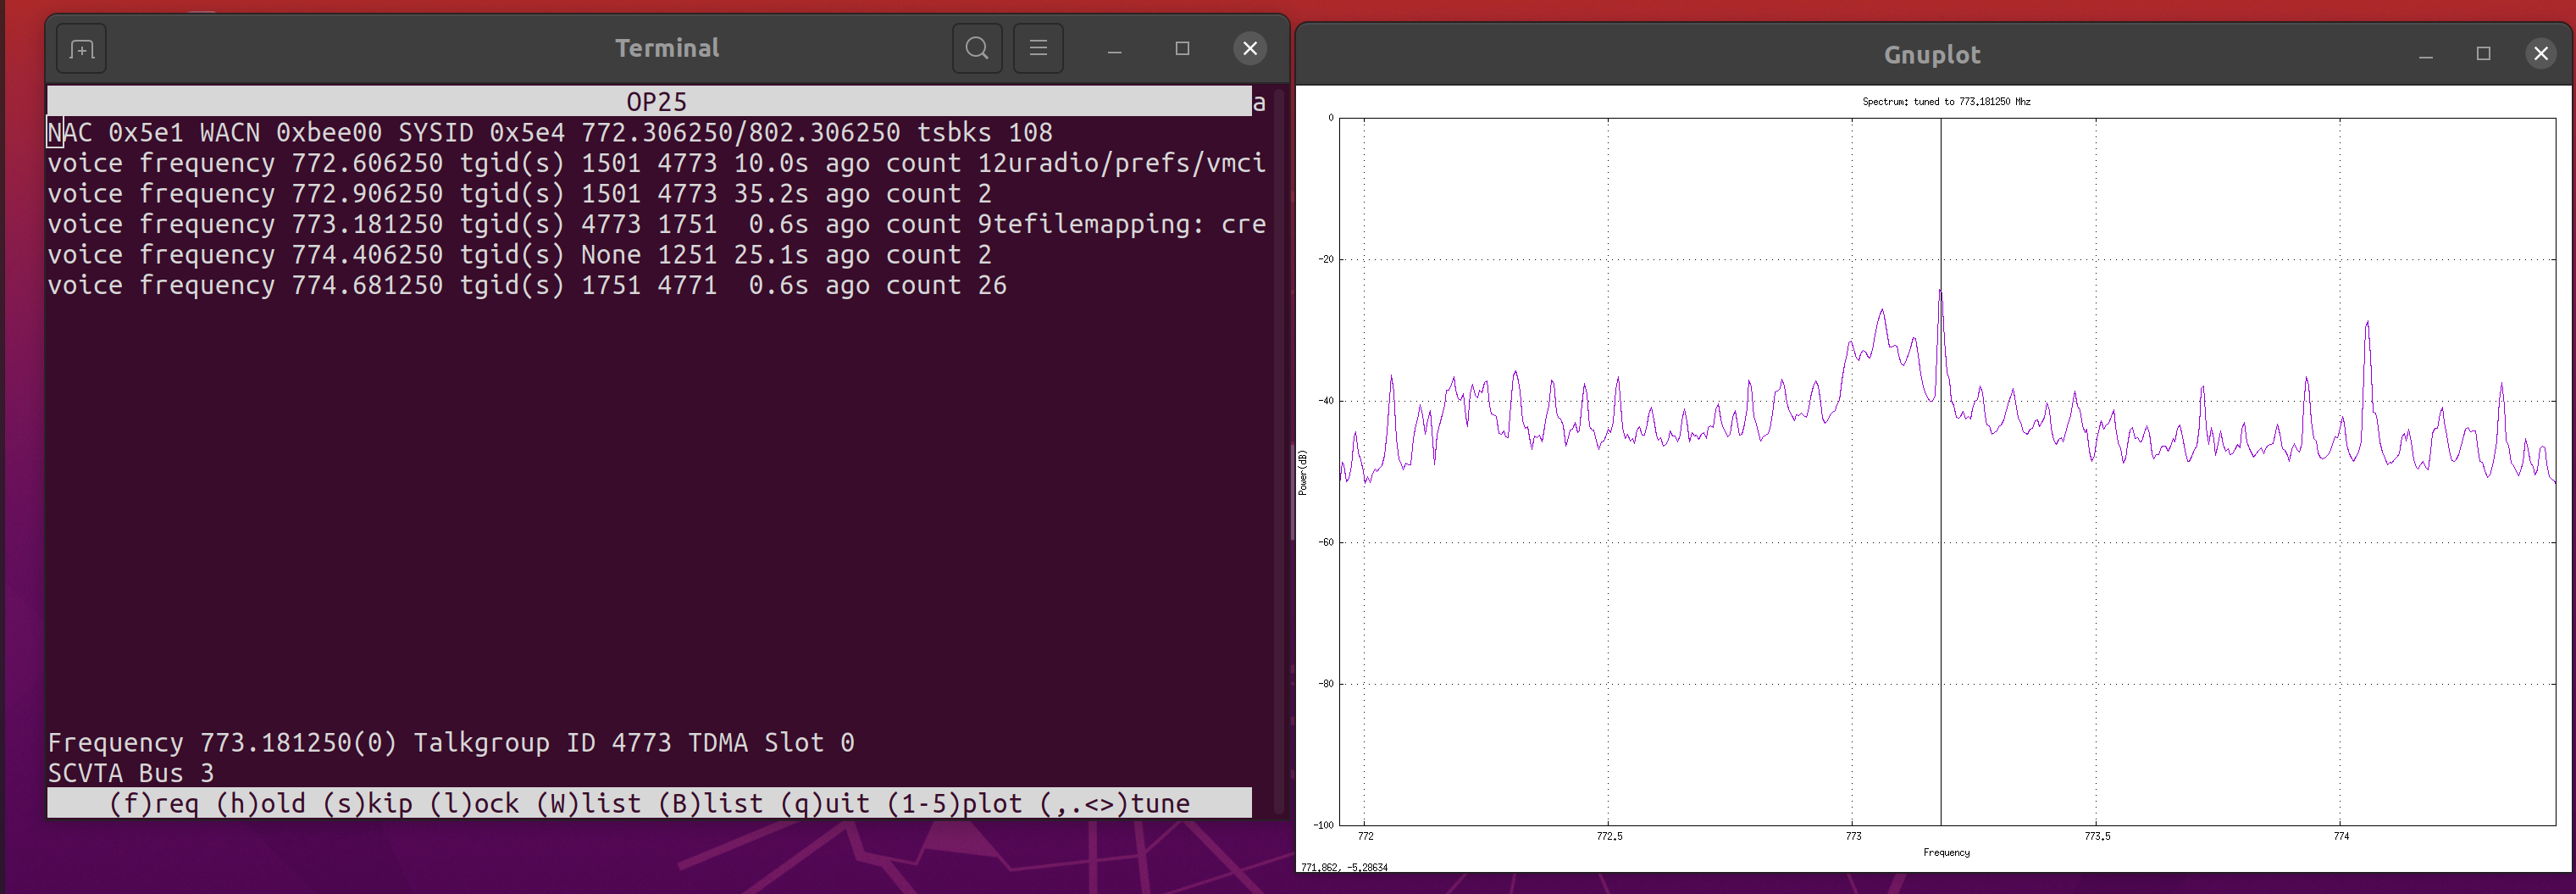 Terminal
OP25 a
NAC 0x5e1 WACN 0xbee00 SYSID 0x5e4 772.306250/802.306250 tsbks 108
voice frequency 772.606250 tgid(s) 1501 4773 10.0s ago count 12uradio/prefs/vmci
voice frequency 772.906250 tgid(s) 1501 4773 35.2s ago count 2
voice frequency 773.181250 tgid(s) 4773 1751  0.6s ago count 9tefilemapping: cre
voice frequency 774.406250 tgid(s) None 1251 25.1s ago count 2
voice frequency 774.681250 tgid(s) 1751 4771  0.6s ago count 26
Frequency 773.181250(0) Talkgroup ID 4773 TDMA Slot 0
SCVTA Bus 3
(f)req (h)old (s)kip (l)ock (W)list (B)list (q)uit (1-5)plot (,.<>)tune
Gnuplot
Spectrum: tuned to 773.181250 Mhz
0
-20
-40
Power(dB)
-60
-80
-100
772 772.5 773 773.5 774
Frequency
771.862, -5.28634